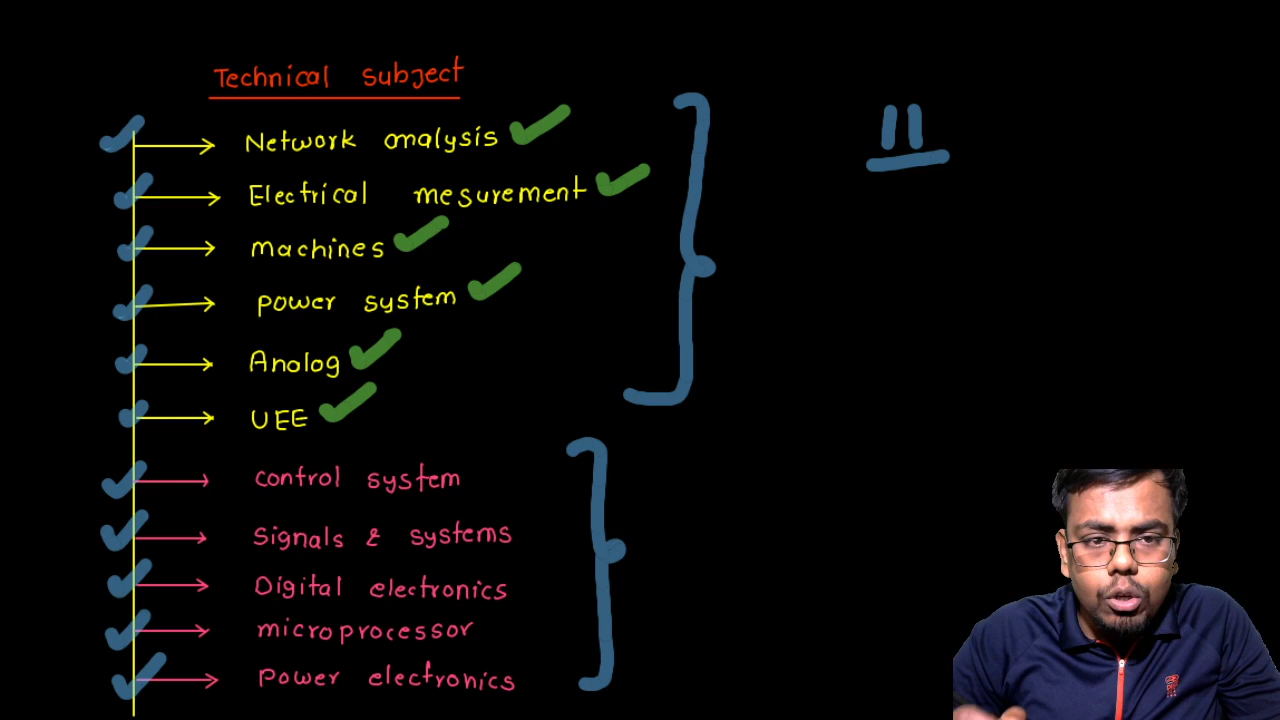 Technical subject
Network analysis
Electrical mesurement
machines
power system
Analog
UEE
control system
Signals & systems
Digital electronics
microprocessor
power electronics
11